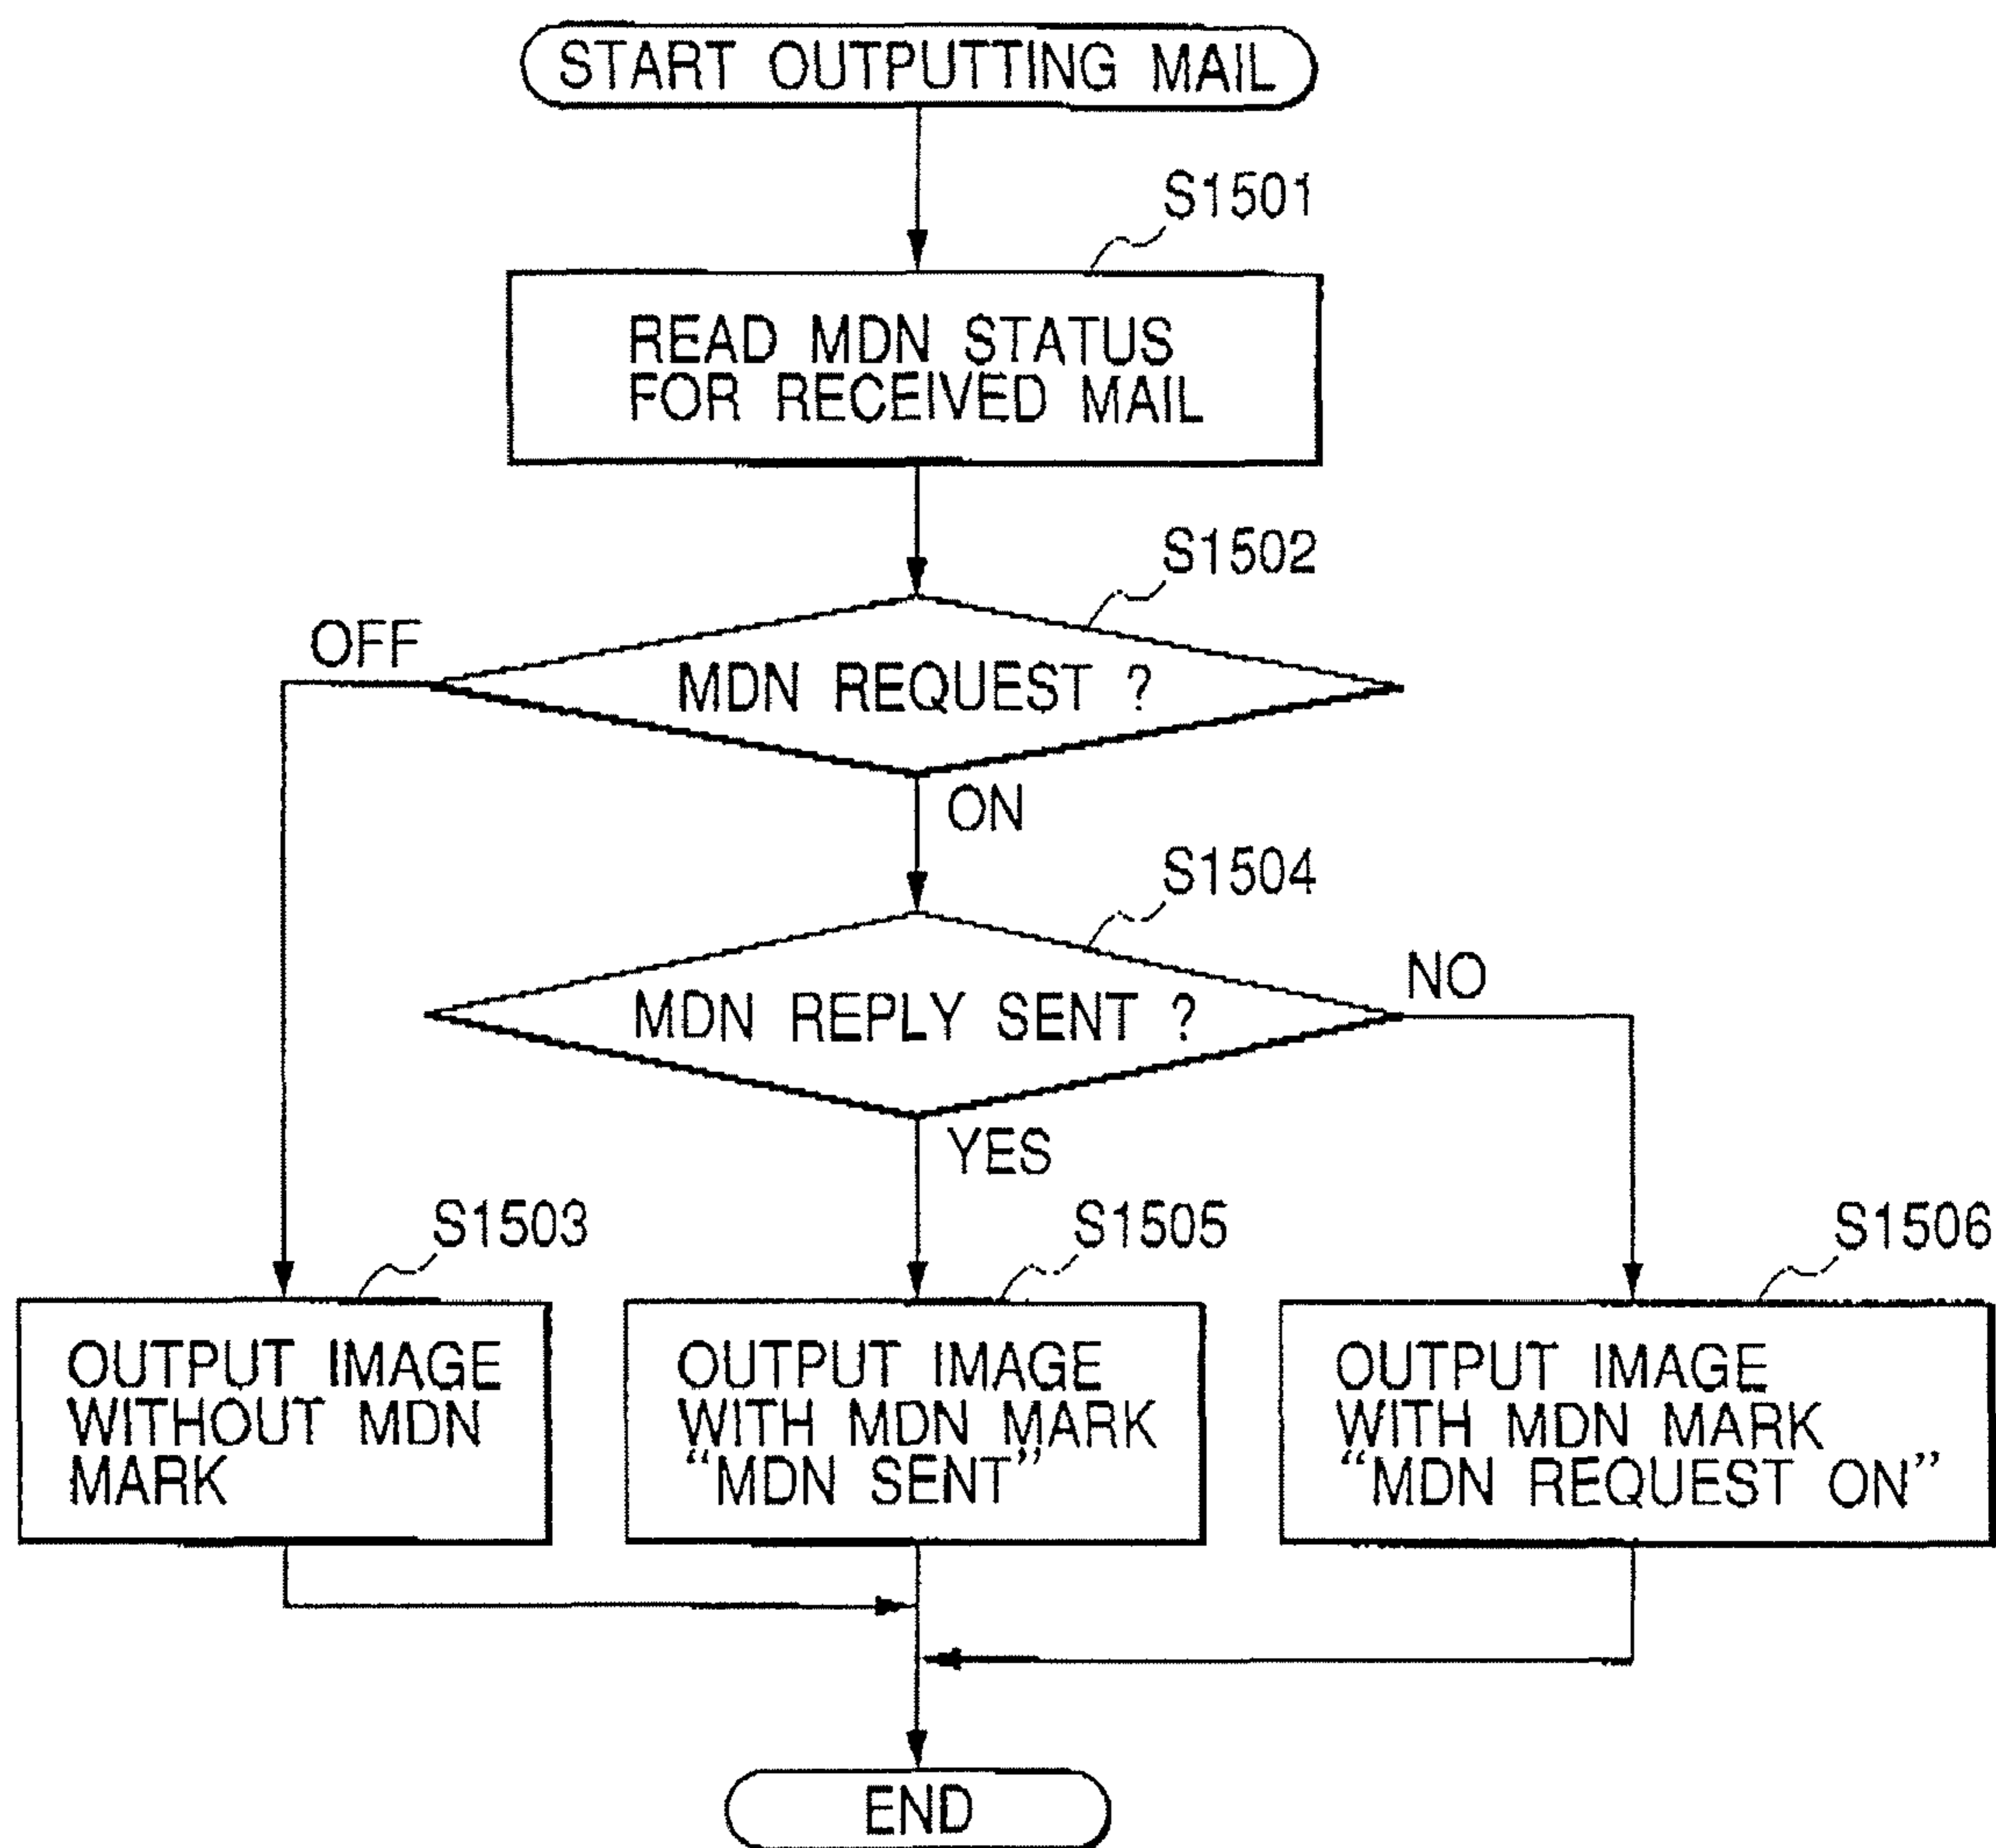 START OUTPUTTING MAIL
S1501
READ MDN STATUS
FOR RECEIVED MAIL
S1502
OFF
MDN REQUEST ?
ON
S1504
NO
MDN REPLY SENT ?
YES
S1503
S1505
S1506
OUTPUT IMAGE
WITHOUT MDN
MARK
OUTPUT IMAGE
WITH MDN MARK
“MDN SENT”
OUTPUT IMAGE
WITH MDN MARK
“MDN REQUEST ON”
END